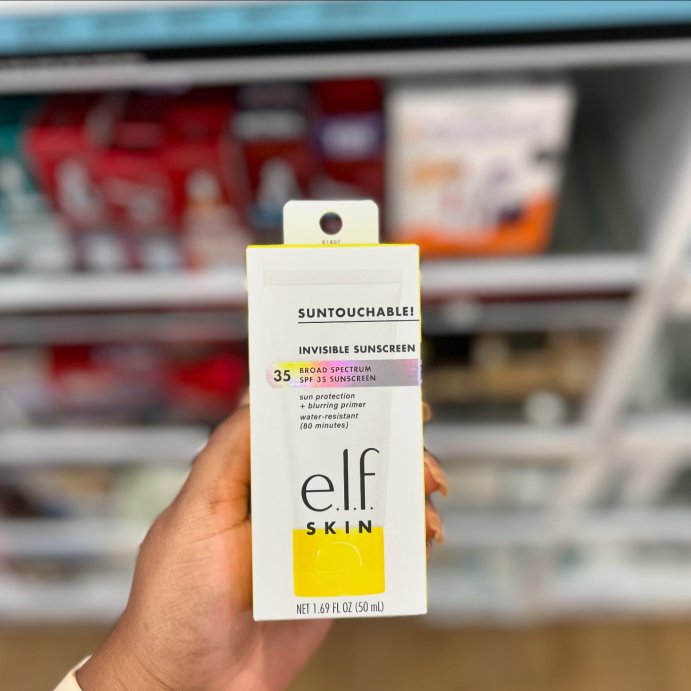 81807
SUNTOUCHABLE!
INVISIBLE SUNSCREEN
35 BROAD SPECTRUM
SPF 35 SUNSCREEN
sun protection
+ blurring primer
water-resistant
(80 minutes)
e.l.f.
SKIN
NET 1.69 FL OZ (50 mL)